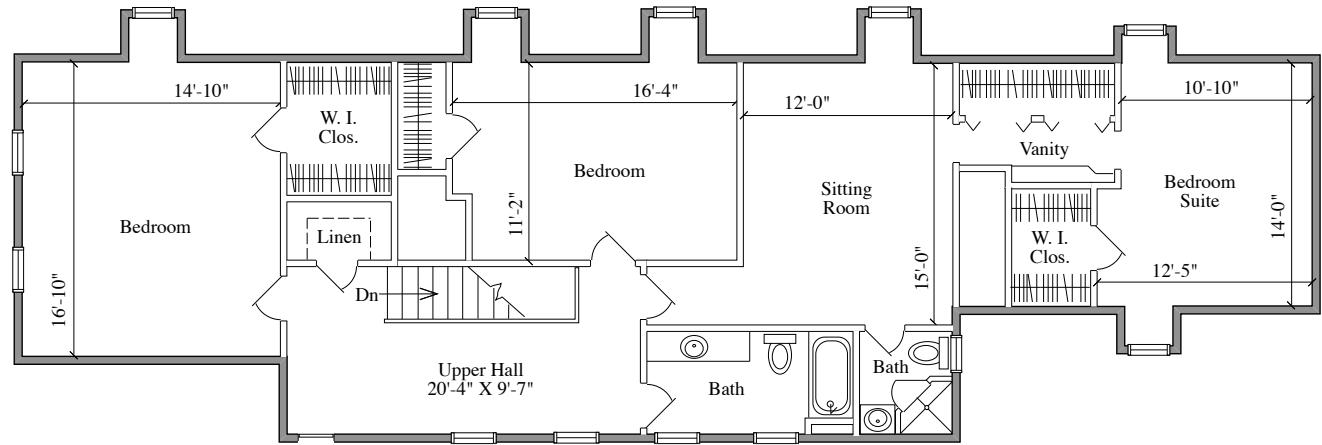 14'-10"
16'-4"
12'-0"
10'-10"
W. I.
Clos.
Vanity
Bedroom
Sitting
Room
Bedroom
Suite
Bedroom
11'-2"
14'-0"
Linen
W. I.
Clos.
12'-5"
15'-0"
16'-10"
Dn
Upper Hall
20'-4" X 9'-7"
Bath
Bath